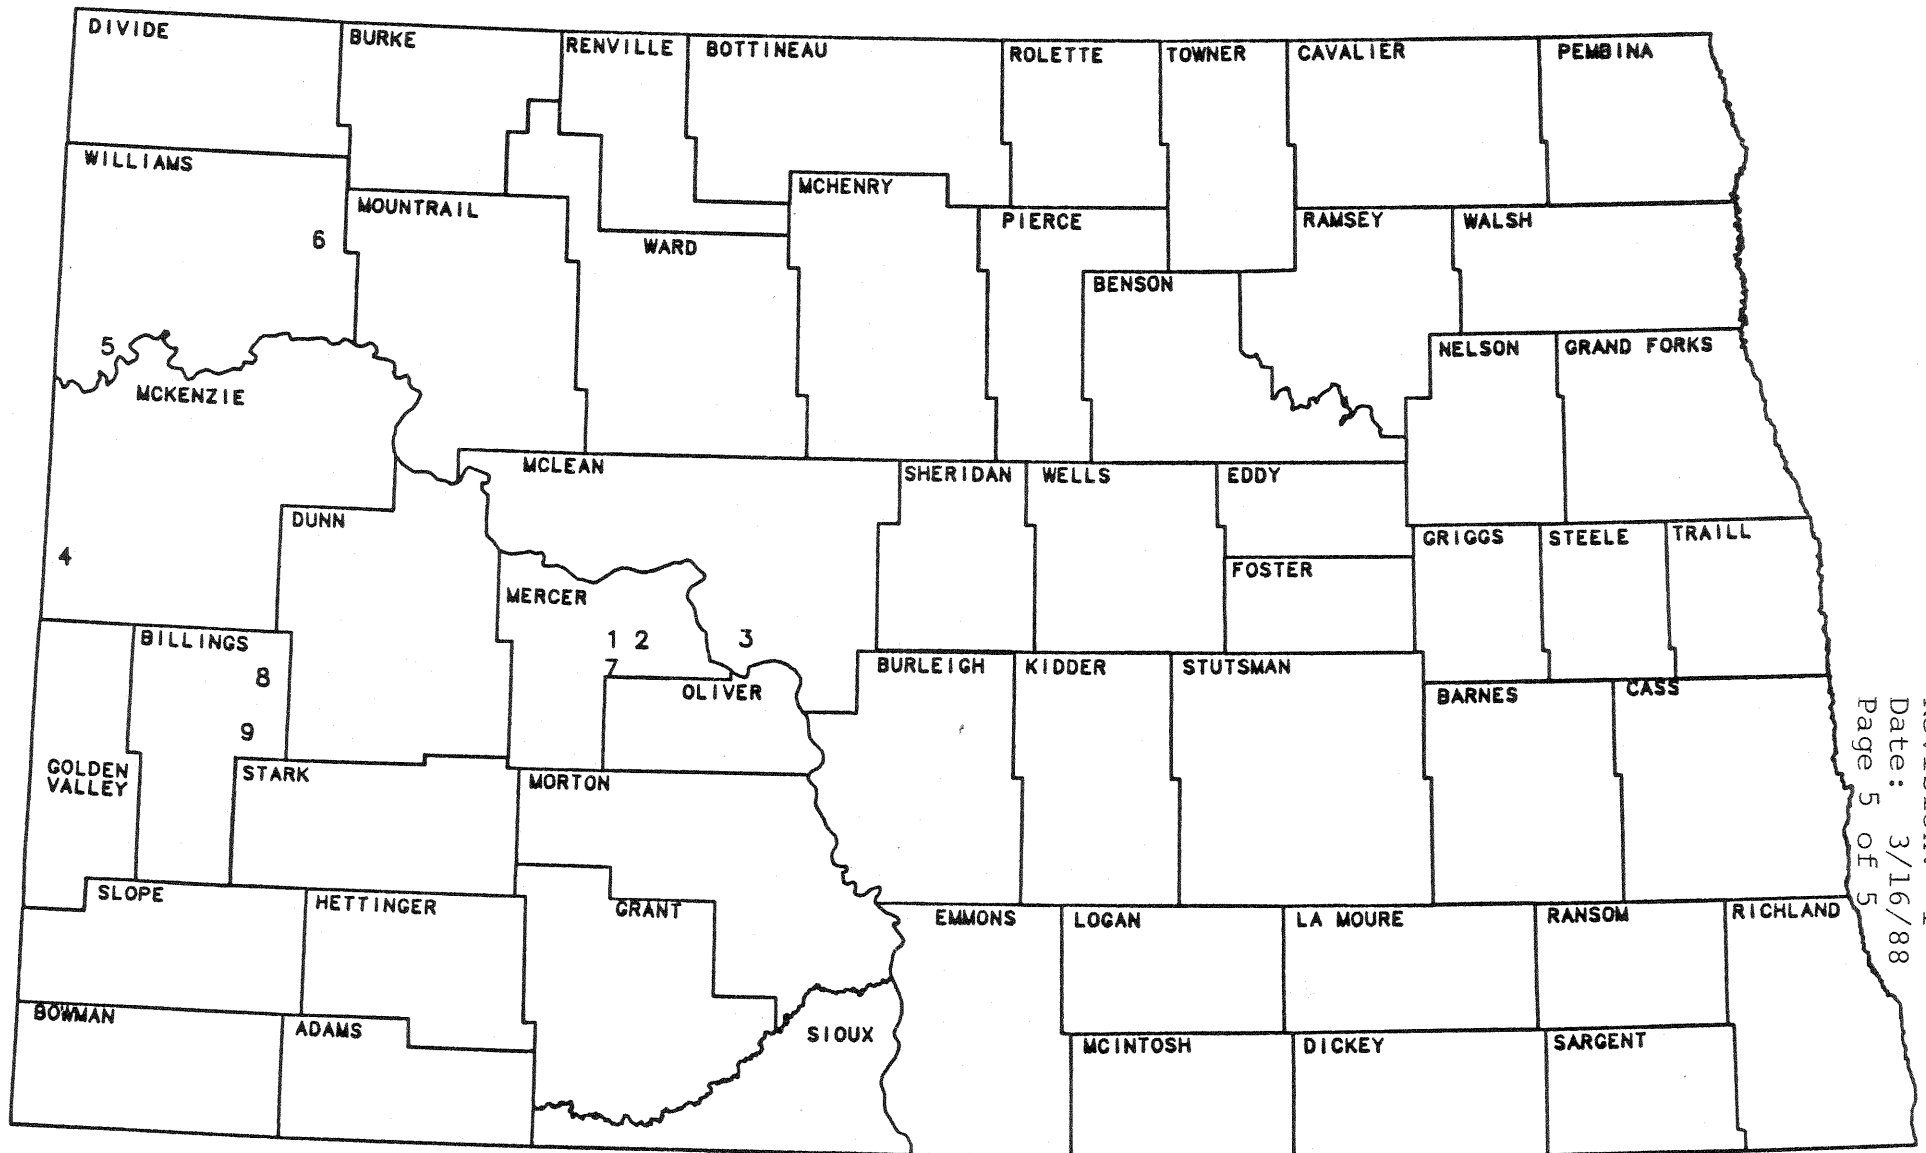 DIVIDE
BURKE
RENVILLE
BOTTINEAU
ROLETTE
TOWNER
CAVALIER
PEMBINA
WILLIAMS
MOUNTRAIL
6
WARD
MCHENRY
PIERCE
RAMSEY
WALSH
BENSON
5
MCKENZIE
NELSON
GRAND FORKS
MCLEAN
SHERIDAN
WELLS
EDDY
DUNN
4
GRIGGS
STEELE
TRAILL
FOSTER
MERCER
1 2
3
7
BILLINGS
8
9
OLIVER
BURLEIGH
KIDDER
STUTSMAN
BARNES
CASS
GOLDEN
VALLEY
STARK
MORTON
SLOPE
HETTINGER
GRANT
EMMONS
LOGAN
LA MOURE
RANSOM
RICHLAND
BOWMAN
ADAMS
SIOUX
MCINTOSH
DICKEY
SARGENT
Date: 3/16/88
Page 5 of 5